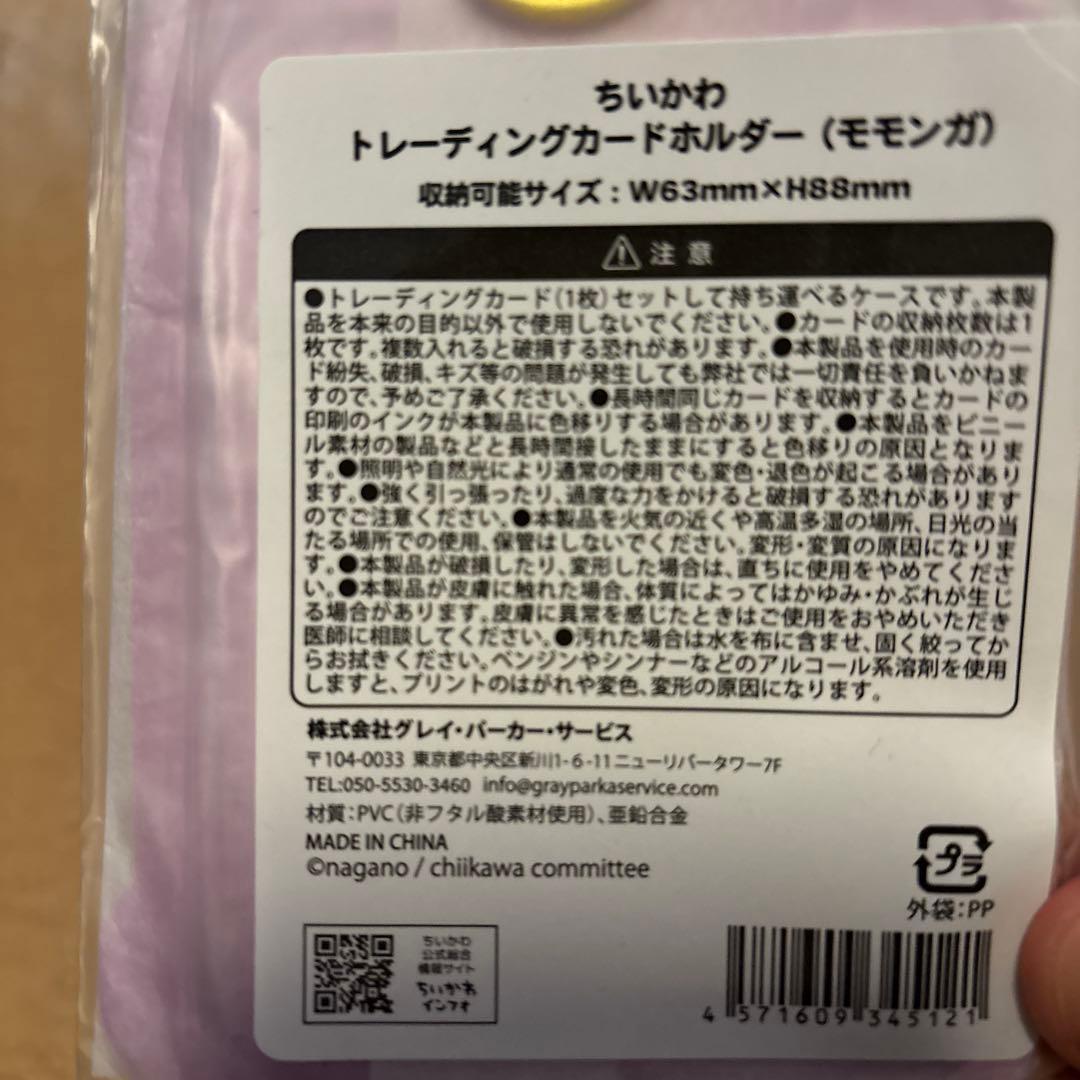 ちいかわ
トレーディングカードホルダー（モモンガ）
収納可能サイズ：W63mm×H88mm
注意
●トレーディングカード（1枚）セットして持ち運べるケースです。本製
品を本来の目的以外で使用しないでください。●カードの収納枚数は1
枚です。複数入れると破損する恐れがあります。●本製品を使用時のカー
ド紛失、破損、キズ等の問題が発生しても弊社では一切責任を負いかねま
すので、予めご了承ください。●長時間同じカードを収納するとカードの
印刷のインクが本製品に色移りする場合があります。●本製品をビニー
ル素材の製品などと長時間接したままにすると色移りの原因となりま
す。●照明や自然光により通常の使用でも変色・退色が起こる場合があり
ます。●強く引っ張ったり、過度な力をかけると破損する恐れがあります
のでご注意ください。●本製品を火気の近くや高温多湿の場所、日光の当
たる場所での使用、保管はしないでください。変形・変質の原因になりま
す。●本製品が破損したり、変形した場合は、直ちに使用をやめてくださ
い。●本製品が皮膚に触れた場合、体質によってはかゆみ・かぶれが生じ
る場合があります。皮膚に異常を感じたときはご使用をおやめいただき
医師に相談してください。●汚れた場合は水を布に含ませ、固く絞ってか
らお拭きください。ベンジンやシンナーなどのアルコール系溶剤を使用
しますと、プリントのはがれや変色、変形の原因になります。
株式会社グレイ・パーカー・サービス
〒104-0033 東京都中央区新川1-6-11ニューリバータワー7F
TEL:050-5530-3460 info@grayparkaservice.com
材質：PVC（非フタル酸素材使用）、亜鉛合金
MADE IN CHINA
©nagano / chiikawa committee
プラ
外袋：PP
ちいかわ
公式総合
情報サイト
ちいかわ
インフォ
4 571609 345121